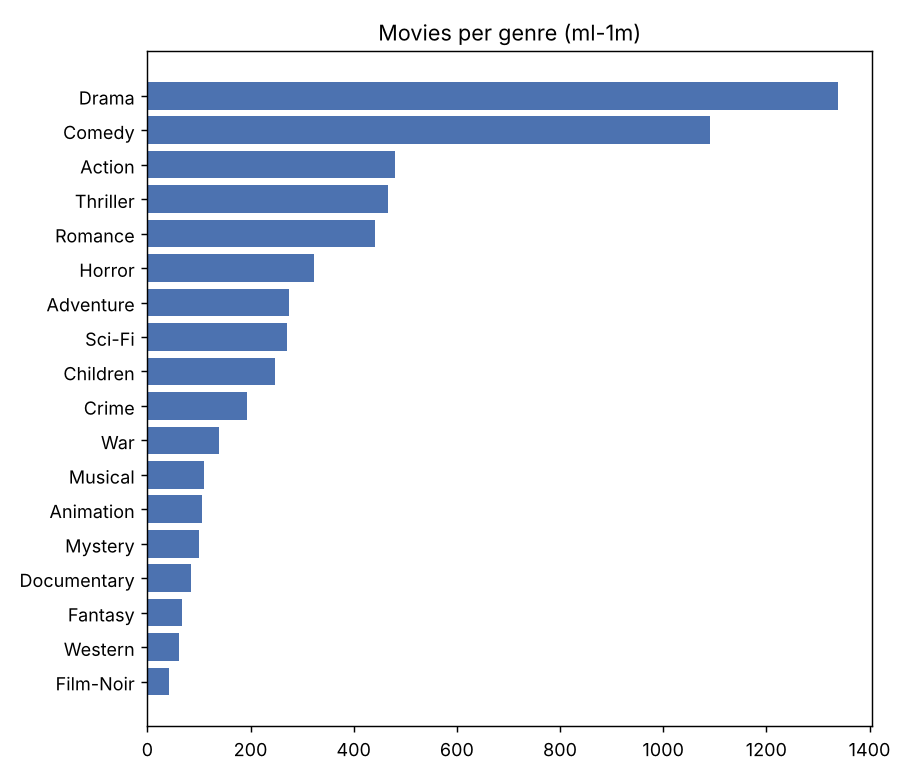 Movies per genre (ml-1m)
Drama
Comedy
Action
Thriller
Romance
Horror
Adventure
Sci-Fi
Children
Crime
War
Musical
Animation
Mystery
Documentary
Fantasy
Western
Film-Noir
0 200 400 600 800 1000 1200 1400